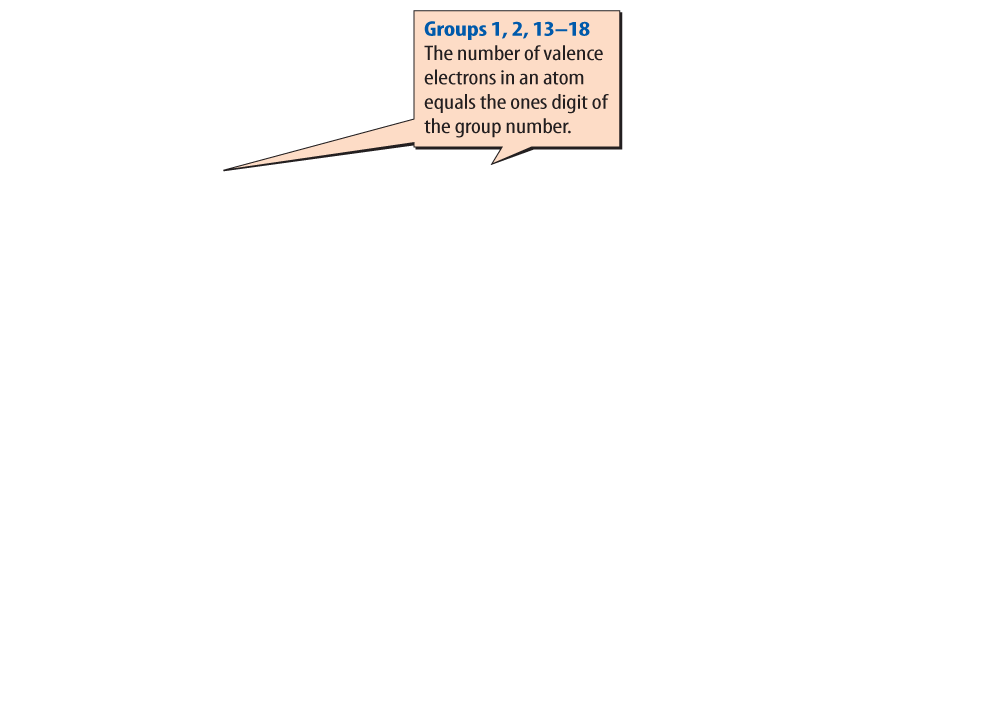 Groups 1, 2, 13–18
The number of valence
electrons in an atom
equals the ones digit of
the group number.